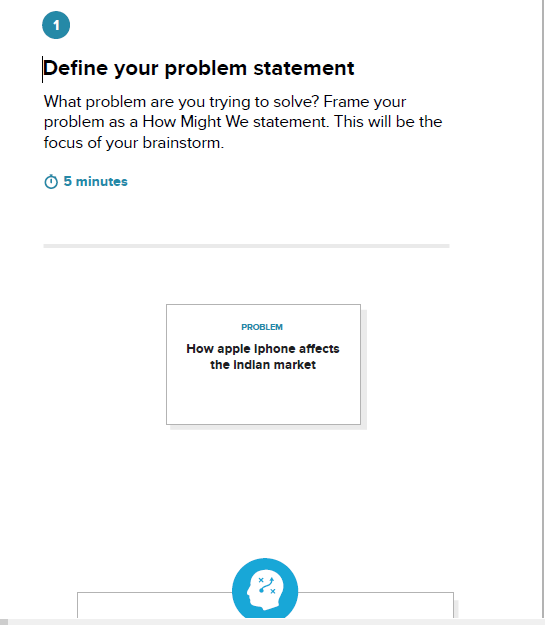 1
Define your problem statement
What problem are you trying to solve? Frame your
problem as a How Might We statement. This will be the
focus of your brainstorm.
5 minutes
PROBLEM
How apple iphone affects
the indian market